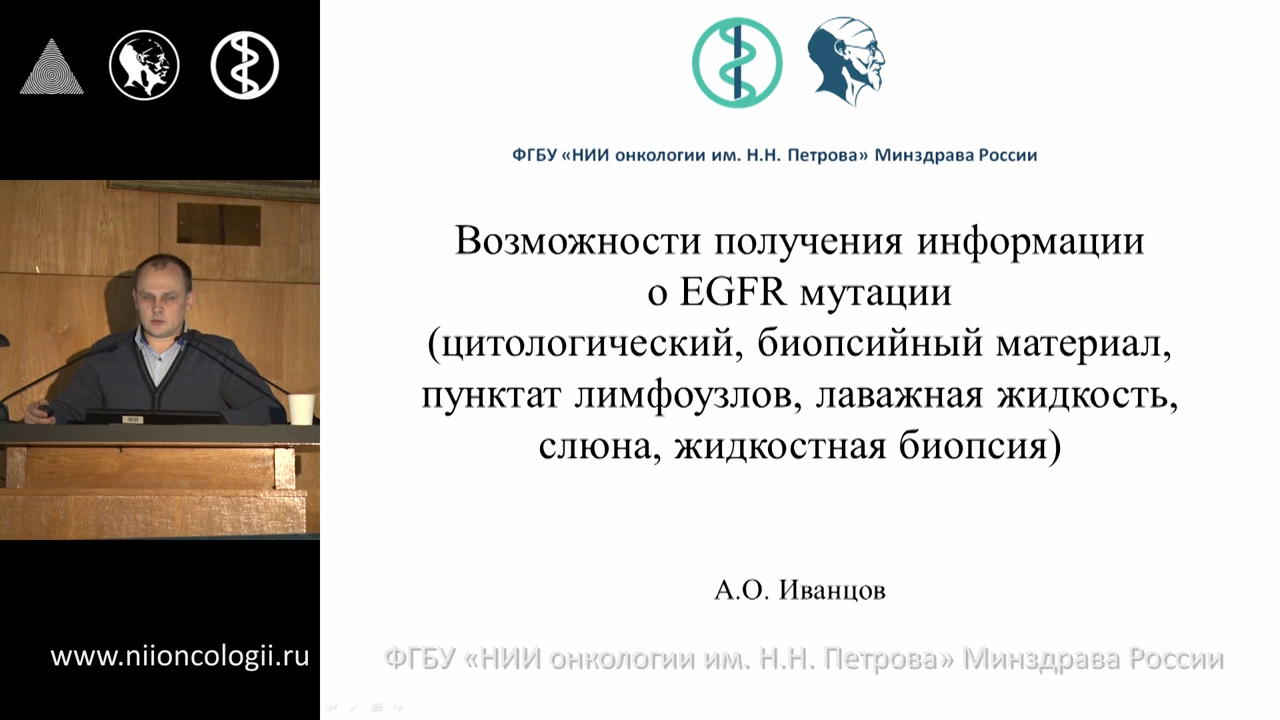 ФГБУ «НИИ онкологии им. Н.Н. Петрова» Минздрава России
Возможности получения информации
о EGFR мутации
(цитологический, биопсийный материал,
пунктат лимфоузлов, лаважная жидкость,
слюна, жидкостная биопсия)
А.О. Иванцов
www.niioncologii.ru
ФГБУ «НИИ онкологии им. Н.Н. Петрова» Минздрава России